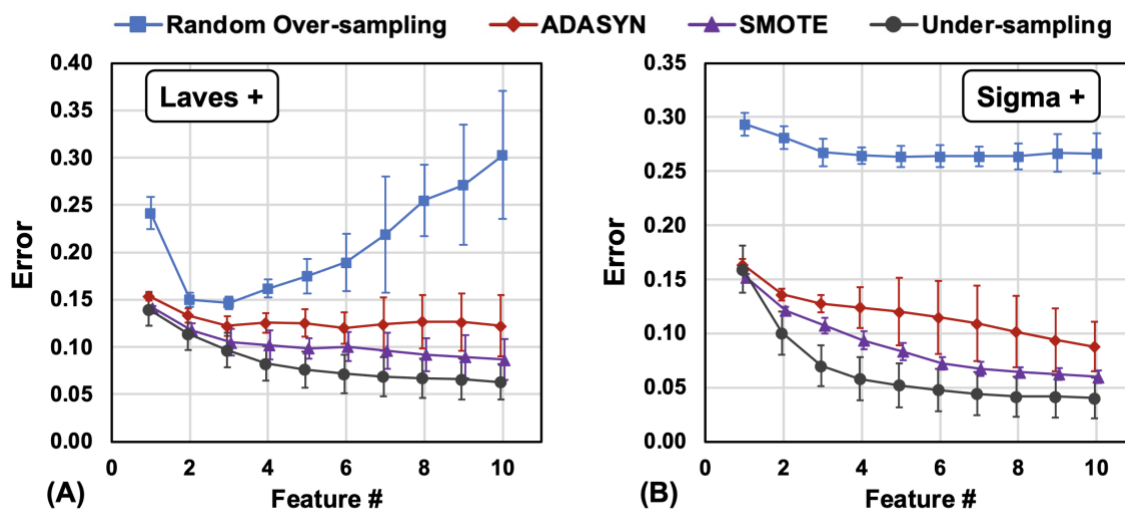 Random Over-sampling ADASYN SMOTE Under-sampling
Laves +
Error
0.40
0.35
0.30
0.25
0.20
0.15
0.10
0.05
0.00
0 2 4 6 8 10
(A) Feature #
Sigma +
Error
0.35
0.30
0.25
0.20
0.15
0.10
0.05
0.00
0 2 4 6 8 10
(B) Feature #